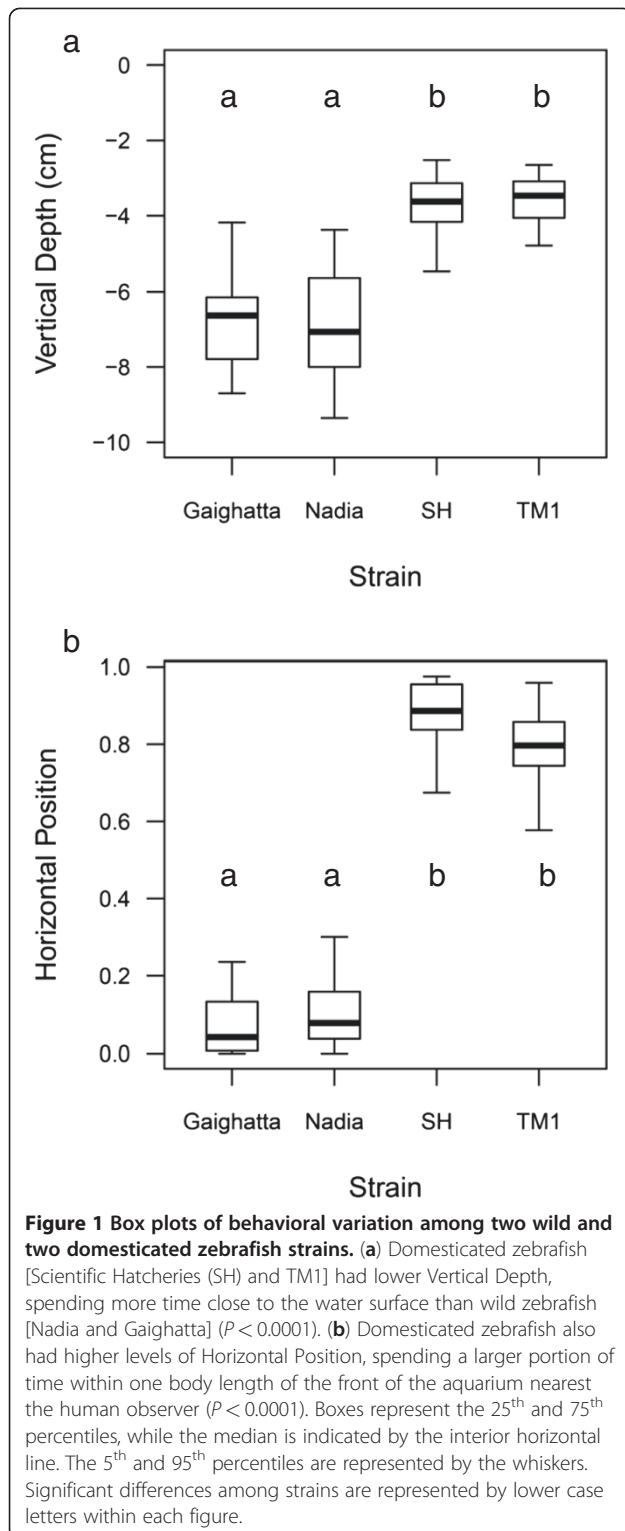 a
0
−2
−4
−6
−8
−10
Vertical Depth (cm)
a a b b
Gaighatta Nadia SH TM1
Strain
b
1.0
0.8
0.6
0.4
0.2
0.0
Horizontal Position
a a b b
Gaighatta Nadia SH TM1
Strain
Figure 1 Box plots of behavioral variation among two wild and
two domesticated zebrafish strains. (a) Domesticated zebrafish
[Scientific Hatcheries (SH) and TM1] had lower Vertical Depth,
spending more time close to the water surface than wild zebrafish
[Nadia and Gaighatta] (P < 0.0001). (b) Domesticated zebrafish also
had higher levels of Horizontal Position, spending a larger portion of
time within one body length of the front of the aquarium nearest
the human observer (P < 0.0001). Boxes represent the 25th and 75th
percentiles, while the median is indicated by the interior horizontal
line. The 5th and 95th percentiles are represented by the whiskers.
Significant differences among strains are represented by lower case
letters within each figure.